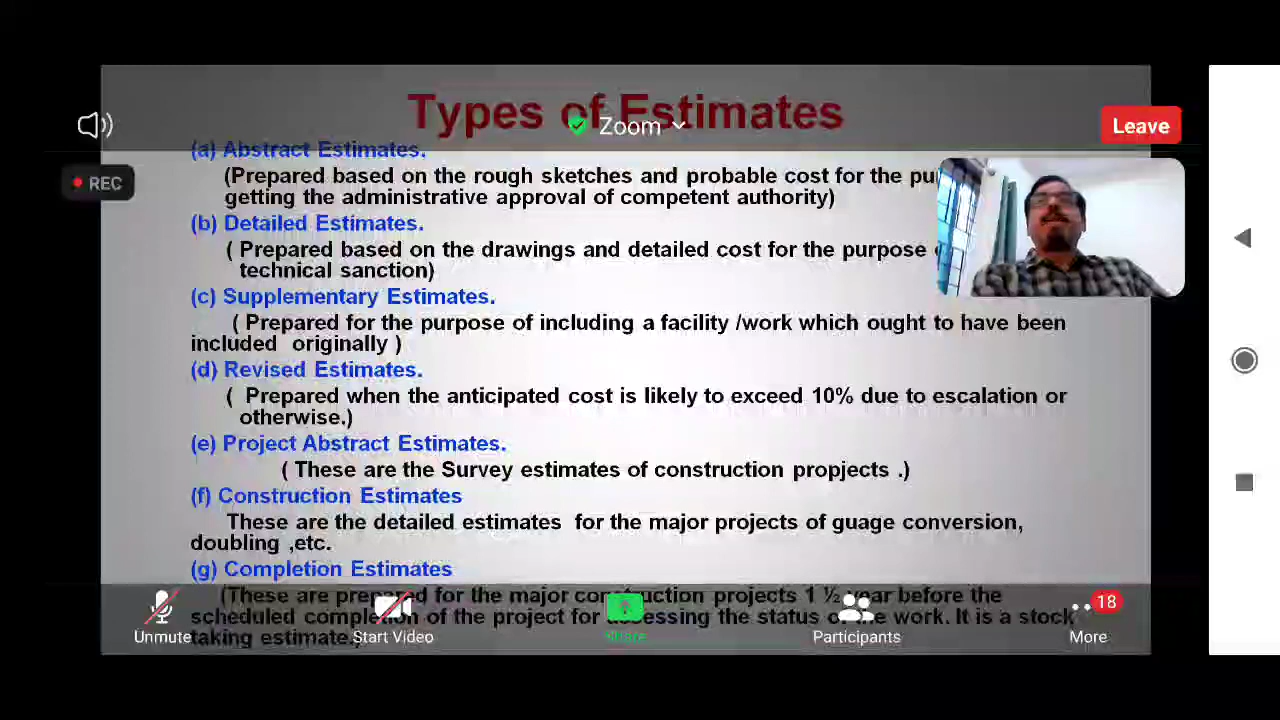 Types of Estimates
Zoom
Leave
REC
(a) Abstract Estimates.
(Prepared based on the rough sketches and probable cost for the
getting the administrative approval of competent authority)
(b) Detailed Estimates.
( Prepared based on the drawings and detailed cost for the purpose
technical sanction)
(c) Supplementary Estimates.
( Prepared for the purpose of including a facility /work which ought to have been
included originally )
(d) Revised Estimates.
( Prepared when the anticipated cost is likely to exceed 10% due to escalation or
otherwise.)
(e) Project Abstract Estimates.
( These are the Survey estimates of construction propjects .)
(f) Construction Estimates
These are the detailed estimates for the major projects of guage conversion,
doubling ,etc.
(g) Completion Estimates
(These are prepared for the major construction projects 1 ½ year before the
scheduled completion of the project for assessing the status of the work. It is a stock
taking estimate.)
18
Unmute
Start Video
Share
Participants
More